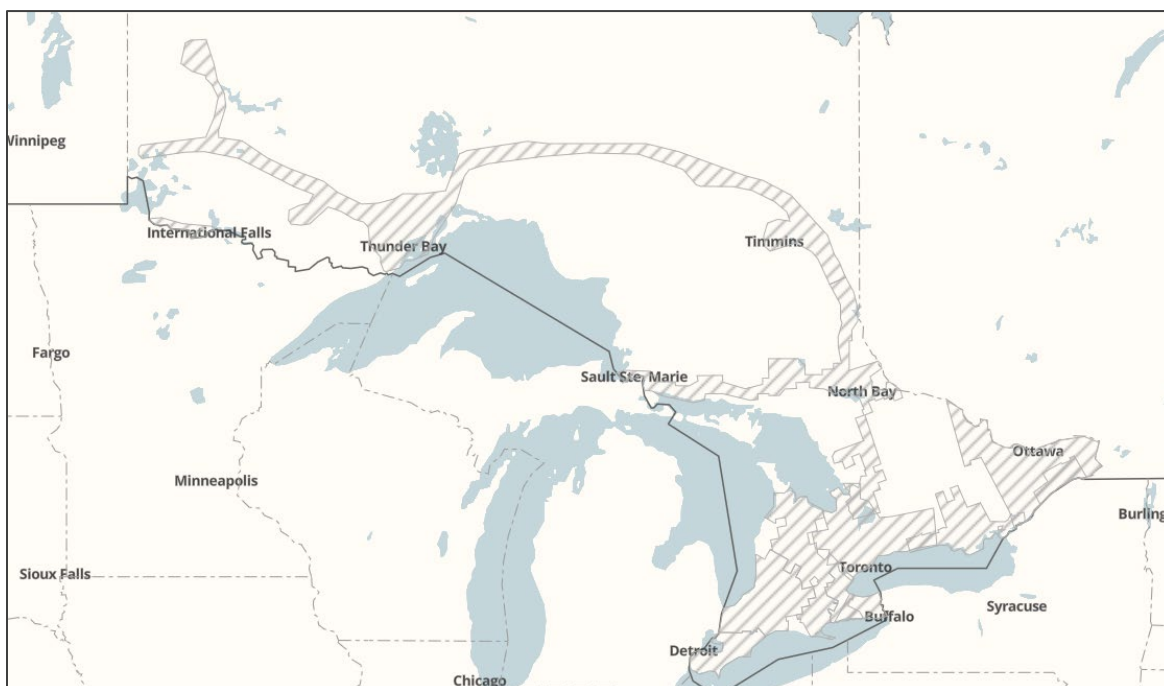 Winnipeg
International Falls
Thunder Bay
Timmins
Fargo
Sault Ste. Marie
North Bay
Ottawa
Minneapolis
Burling
Sioux Falls
Toronto
Syracuse
Buffalo
Detroit
Chicago